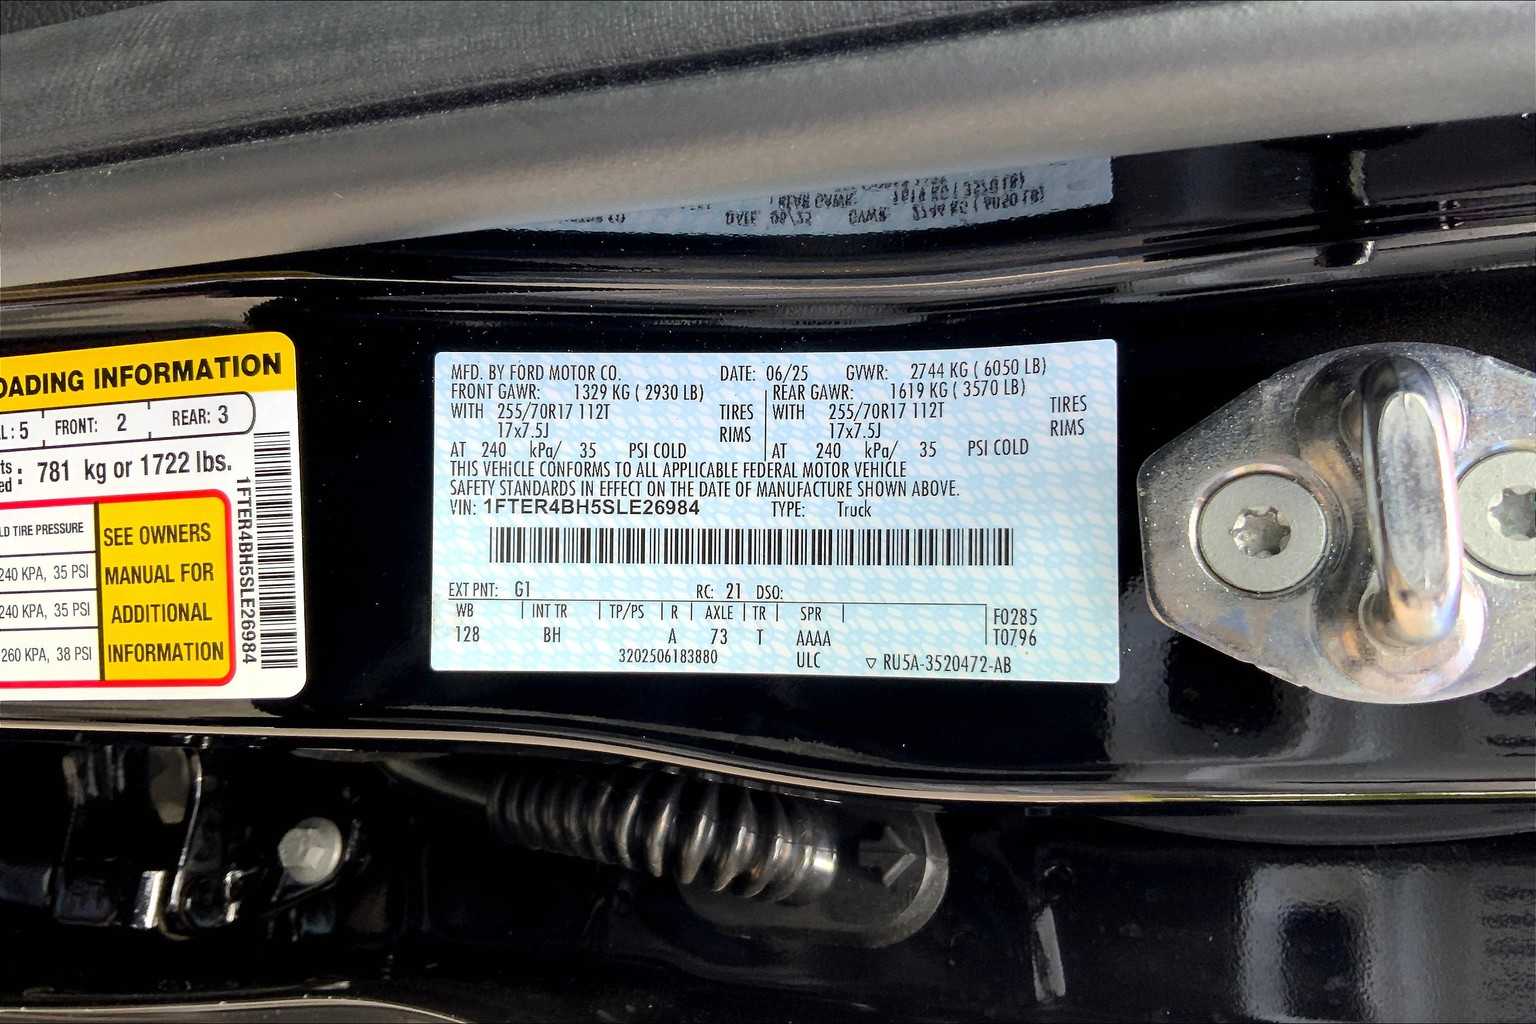 OADING INFORMATION
L: 5 FRONT: 2 REAR: 3
ts
ed : 781 kg or 1722 lbs.
LD TIRE PRESSURE
240 KPA, 35 PSI
240 KPA, 35 PSI
260 KPA, 38 PSI
SEE OWNERS
MANUAL FOR
ADDITIONAL
INFORMATION
1FTER4BH5SLE26984
MFD. BY FORD MOTOR CO. DATE: 06/25 GVWR: 2744 KG ( 6050 LB)
FRONT GAWR: 1329 KG ( 2930 LB) REAR GAWR: 1619 KG ( 3570 LB)
WITH 255/70R17 112T TIRES WITH 255/70R17 112T TIRES
17x7.5J RIMS 17x7.5J RIMS
AT 240 kPa/ 35 PSI COLD AT 240 kPa/ 35 PSI COLD
THIS VEHICLE CONFORMS TO ALL APPLICABLE FEDERAL MOTOR VEHICLE
SAFETY STANDARDS IN EFFECT ON THE DATE OF MANUFACTURE SHOWN ABOVE.
VIN: 1FTER4BH5SLE26984 TYPE: Truck
EXT PNT: G1 RC: 21 DSO:
WB INT TR TP/PS R AXLE TR SPR F0285
128 BH A 73 T AAAA T0796
3202506183880 ULC ▽ RU5A-3520472-AB